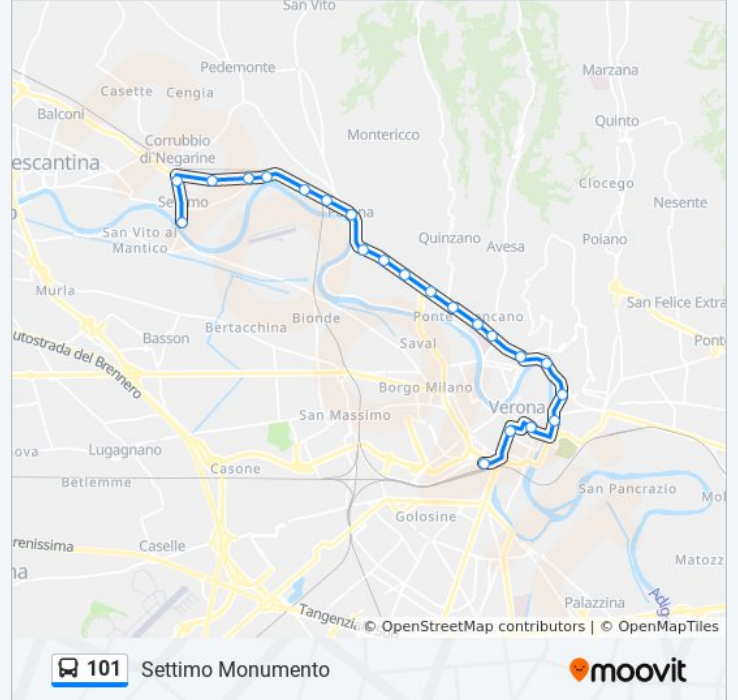 San Vito
Pedemonte
Marzana
Casette
Cengia
Balconi
Quinto
Montericco
Corrubbio
di Negarine
escantina
Clocego
Nesente
San Vito al
Mantico
Quinzano
Avesa
Poiano
Murla
San Felice Extra
Bionde
Bertacchina
Basson
Saval
Pont
utostrada del Brennero
Borgo Milano
Verona
San Massimo
ova
Lugagnano
Casone
Betlemme
San Pancrazio
Mol
Golosine
renissima
Caselle
Matozz
na
Palazzina
Adig
Tangenzi
© OpenStreetMap contributors | © OpenMapTiles
101
Settimo Monumento
moovit